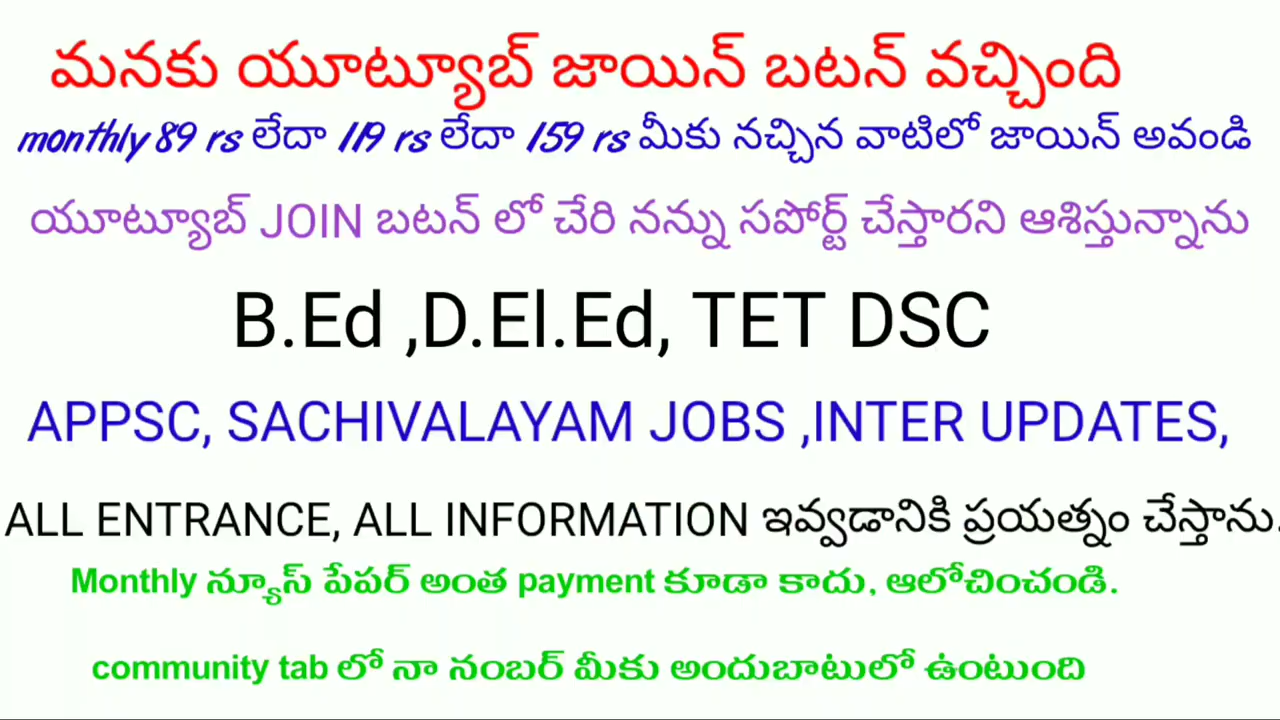 మనకు యూట్యూబ్ జాయిన్ బటన్ వచ్చింది
monthly 89 rs లేదా 119 rs లేదా 159 rs మీకు నచ్చిన వాటిలో జాయిన్ అవండి
యూట్యూబ్ JOIN బటన్ లో చేరి నన్ను సపోర్ట్ చేస్తారని ఆశిస్తున్నాను
B.Ed ,D.El.Ed, TET DSC
APPSC, SACHIVALAYAM JOBS ,INTER UPDATES,
ALL ENTRANCE, ALL INFORMATION ఇవ్వడానికి ప్రయత్నం చేస్తాను.
Monthly న్యూస్ పేపర్ అంత payment కూడా కాదు, ఆలోచించండి.
community tab లో నా నంబర్ మీకు అందుబాటులో ఉంటుంది